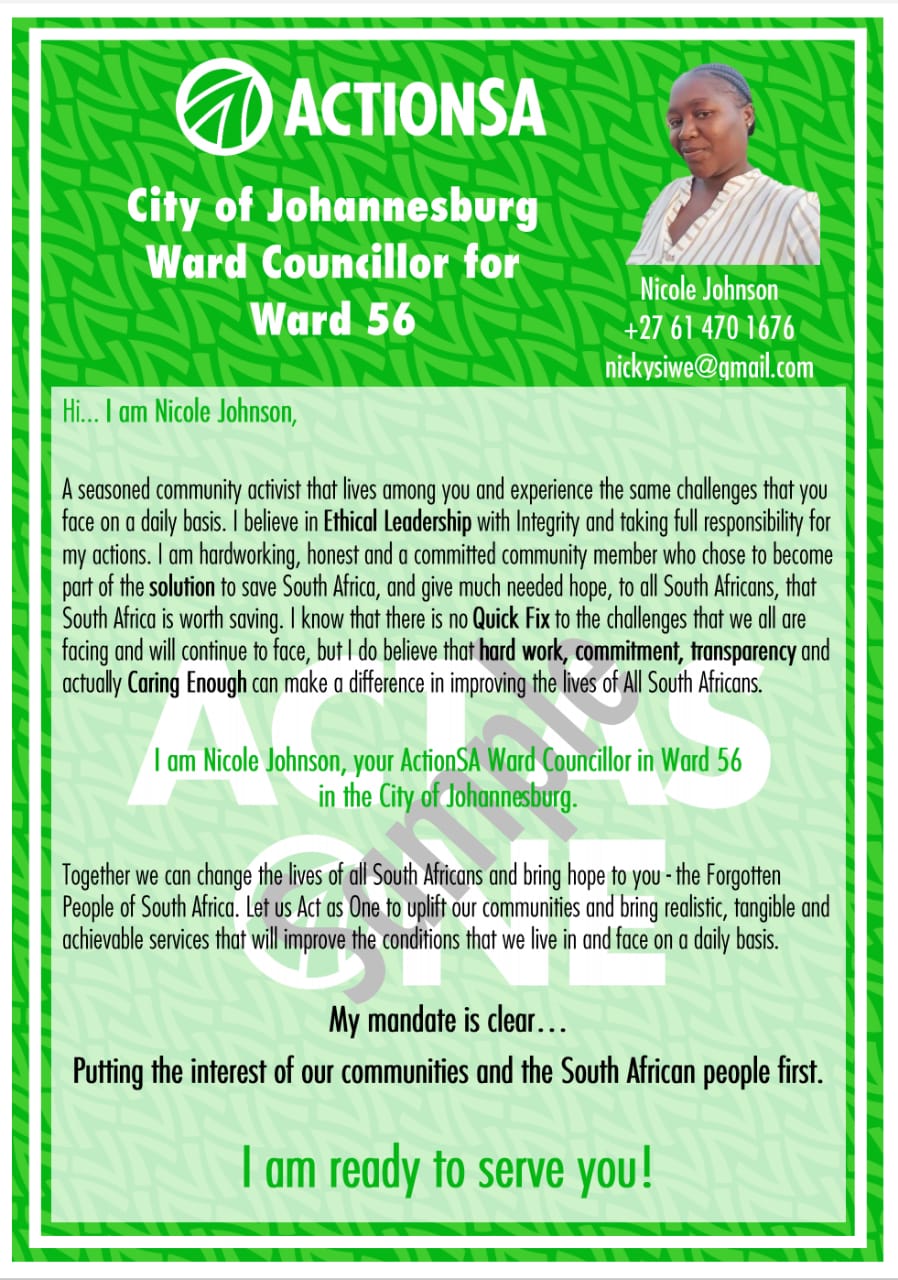 ACTIONSA
City of Johannesburg
Ward Councillor for
Ward 56
Nicole Johnson
+27 61 470 1676
nickysiwe@gmail.com
Hi... I am Nicole Johnson,
A seasoned community activist that lives among you and experience the same challenges that you
face on a daily basis. I believe in Ethical Leadership with Integrity and taking full responsibility for
my actions. I am hardworking, honest and a committed community member who chose to become
part of the solution to save South Africa, and give much needed hope, to all South Africans, that
South Africa is worth saving. I know that there is no Quick Fix to the challenges that we all are
facing and will continue to face, but I do believe that hard work, commitment, transparency and
actually Caring Enough can make a difference in improving the lives of All South Africans.
I am Nicole Johnson, your ActionSA Ward Councillor in Ward 56
in the City of Johannesburg.
Together we can change the lives of all South Africans and bring hope to you - the Forgotten
People of South Africa. Let us Act as One to uplift our communities and bring realistic, tangible and
achievable services that will improve the conditions that we live in and face on a daily basis.
My mandate is clear...
Putting the interest of our communities and the South African people first.
I am ready to serve you!
ACT AS
ONE
Sample